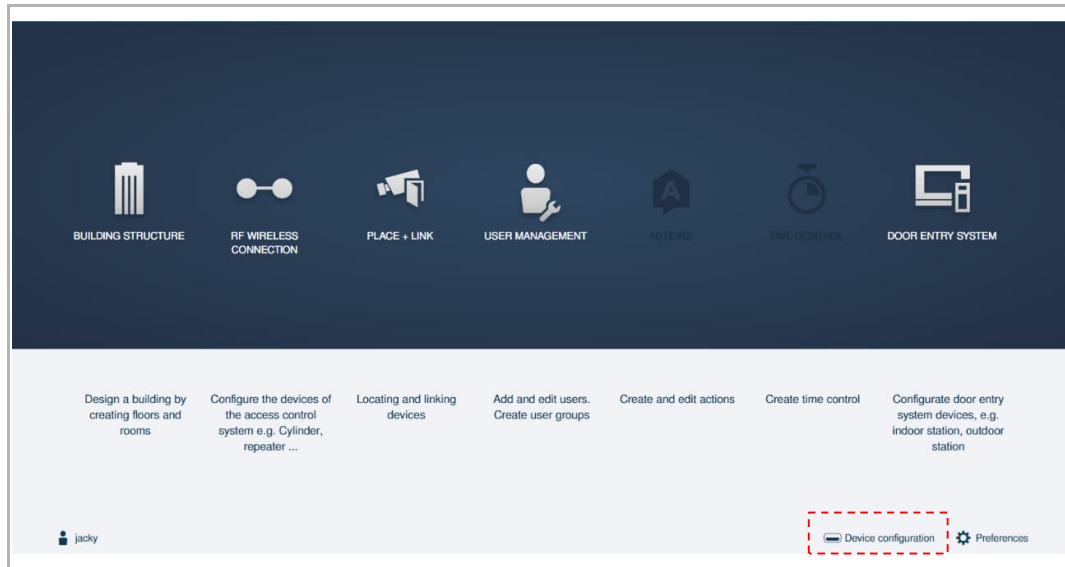 BUILDING STRUCTURE
RF WIRELESS
CONNECTION
PLACE + LINK
USER MANAGEMENT
ACTIONS
TIME CONTROL
DOOR ENTRY SYSTEM
Design a building by
creating floors and
rooms
Configure the devices of
the access control
system e.g. Cylinder,
repeater ...
Locating and linking
devices
Add and edit users.
Create user groups
Create and edit actions
Create time control
Configurate door entry
system devices, e.g.
indoor station, outdoor
station
jacky
Device configuration
Preferences